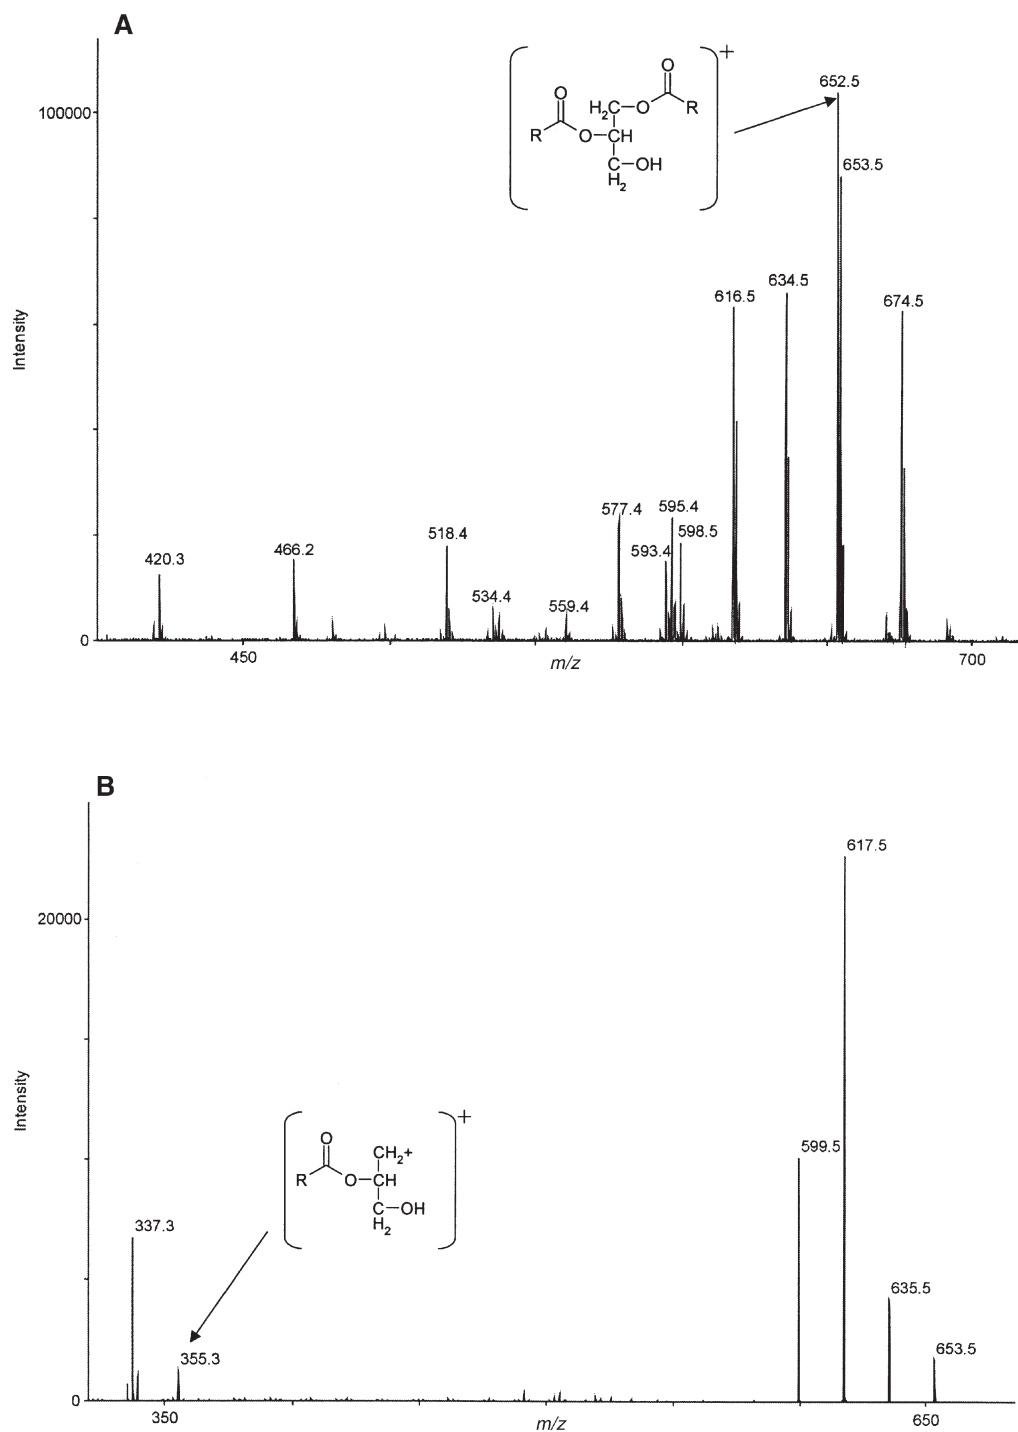 A
100000
Intensity
0
450
m/z
700
420.3
466.2
518.4
534.4
559.4
577.4
593.4
595.4
598.5
616.5
634.5
652.5
653.5
674.5
O
R
O
H2C
O
R
O
CH
C
OH
H2
+
B
20000
Intensity
0
350
m/z
650
337.3
355.3
599.5
617.5
635.5
653.5
O
R
O
CH2+
CH
C
OH
H2
+